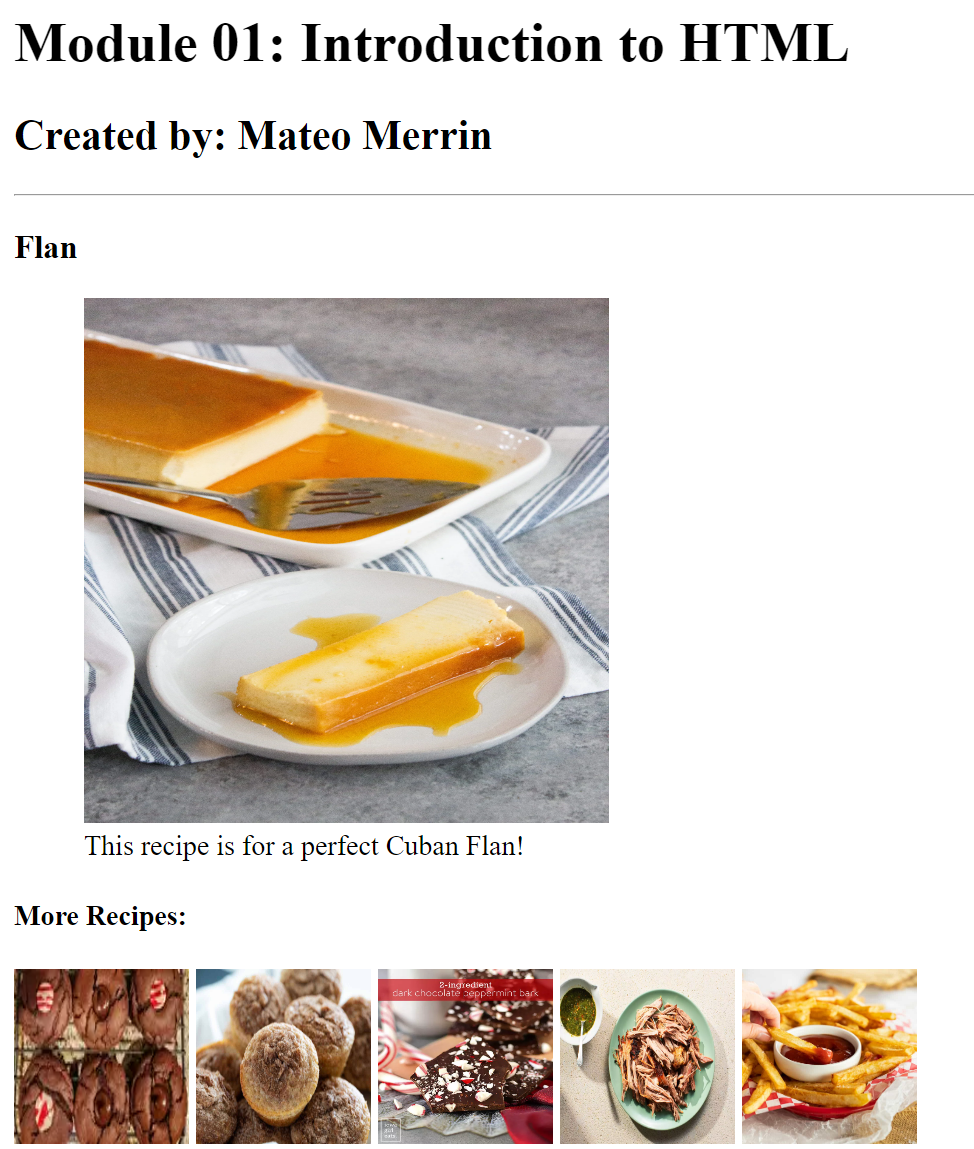 Module 01: Introduction to HTML
Created by: Mateo Merrin
Flan
This recipe is for a perfect Cuban Flan!
More Recipes:
2-ingredient
dark chocolate peppermint bark